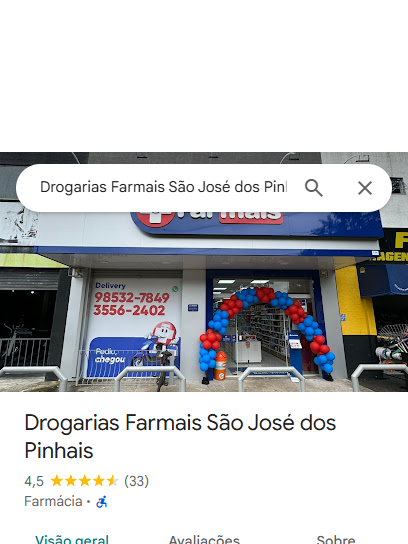 Drogarias Farmais São José dos Pinh
Farmais
Delivery
98532-7849
3556-2402
Pediu,
chegou
Drogarias Farmais São José dos
Pinhais
4,5 (33)
Farmácia ·
Visão geral Avaliações Sobre